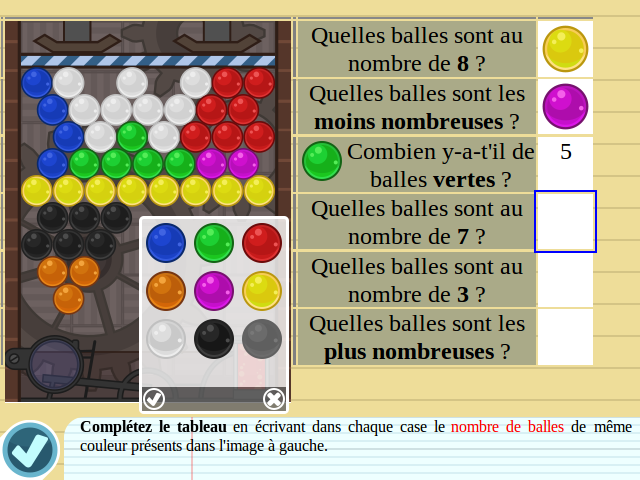 Quelles balles sont au
nombre de 8 ?
Quelles balles sont les
moins nombreuses ?
Combien y-a-t'il de
balles vertes ?
5
Quelles balles sont au
nombre de 7 ?
Quelles balles sont au
nombre de 3 ?
Quelles balles sont les
plus nombreuses ?
Complétez le tableau en écrivant dans chaque case le nombre de balles de même
couleur présents dans l'image à gauche.